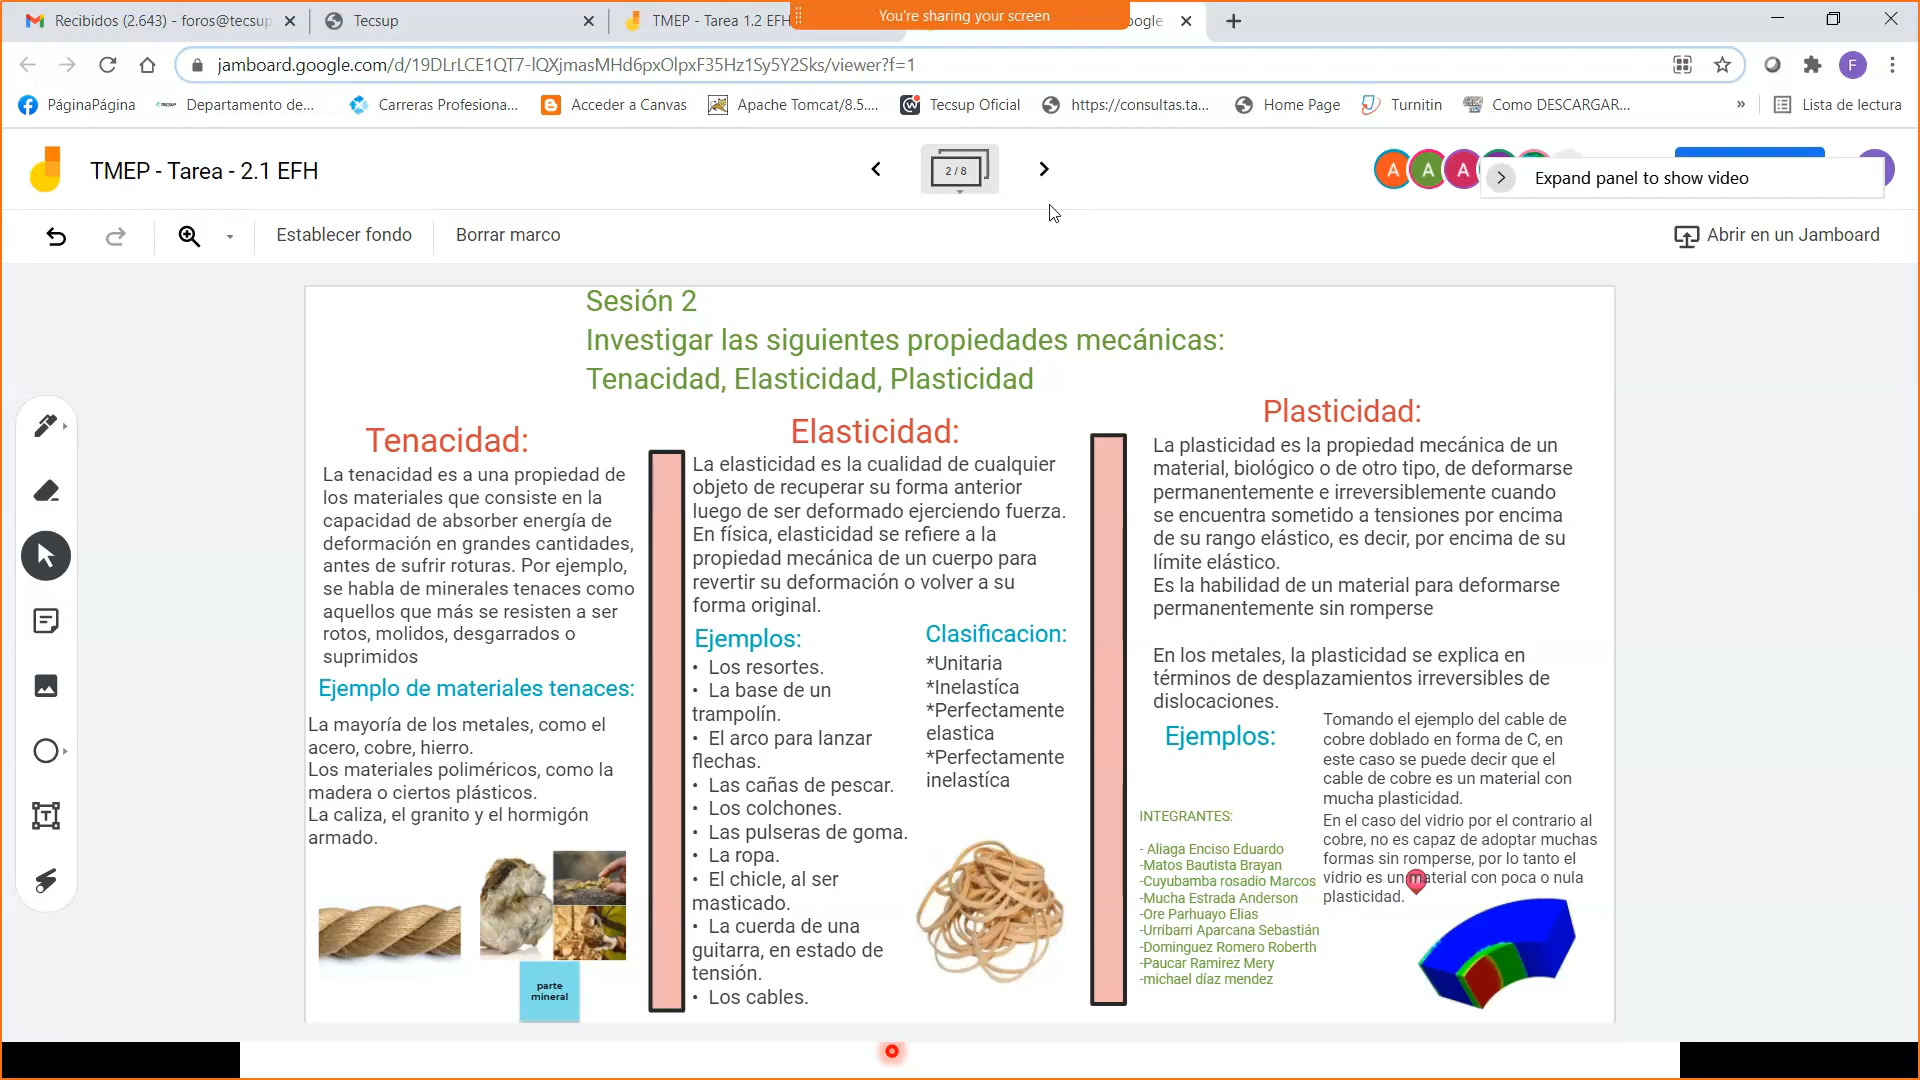 Recibidos (2.643) - foros@tecsup
Tecsup
TMEP - Tarea 1.2 EFH
You're sharing your screen
oogle
jamboard.google.com/d/19DLrLCE1QT7-lQXjmasMHd6pxOlpxF35Hz1Sy5Y2Sks/viewer?f=1
F
PáginaPágina
Departamento de...
Carreras Profesiona...
Acceder a Canvas
Apache Tomcat/8.5....
Tecsup Oficial
https://consultas.ta...
Home Page
Turnitin
Como DESCARGAR...
»
Lista de lectura
TMEP - Tarea - 2.1 EFH
2 / 8
A
A
A
Expand panel to show video
Establecer fondo
Borrar marco
Abrir en un Jamboard
Sesión 2
Investigar las siguientes propiedades mecánicas:
Tenacidad, Elasticidad, Plasticidad
Tenacidad:
La tenacidad es a una propiedad de
los materiales que consiste en la
capacidad de absorber energía de
deformación en grandes cantidades,
antes de sufrir roturas. Por ejemplo,
se habla de minerales tenaces como
aquellos que más se resisten a ser
rotos, molidos, desgarrados o
suprimidos
Ejemplo de materiales tenaces:
La mayoría de los metales, como el
acero, cobre, hierro.
Los materiales poliméricos, como la
madera o ciertos plásticos.
La caliza, el granito y el hormigón
armado.
parte
mineral
Elasticidad:
La elasticidad es la cualidad de cualquier
objeto de recuperar su forma anterior
luego de ser deformado ejerciendo fuerza.
En física, elasticidad se refiere a la
propiedad mecánica de un cuerpo para
revertir su deformación o volver a su
forma original.
Ejemplos:
• Los resortes.
• La base de un
trampolín.
• El arco para lanzar
flechas.
• Las cañas de pescar.
• Los colchones.
• Las pulseras de goma.
• La ropa.
• El chicle, al ser
masticado.
• La cuerda de una
guitarra, en estado de
tensión.
• Los cables.
Clasificacion:
*Unitaria
*Inelastíca
*Perfectamente
elastica
*Perfectamente
inelastíca
Plasticidad:
La plasticidad es la propiedad mecánica de un
material, biológico o de otro tipo, de deformarse
permanentemente e irreversiblemente cuando
se encuentra sometido a tensiones por encima
de su rango elástico, es decir, por encima de su
límite elástico.
Es la habilidad de un material para deformarse
permanentemente sin romperse
En los metales, la plasticidad se explica en
términos de desplazamientos irreversibles de
dislocaciones.
Ejemplos:
Tomando el ejemplo del cable de
cobre doblado en forma de C, en
este caso se puede decir que el
cable de cobre es un material con
mucha plasticidad.
En el caso del vidrio por el contrario al
cobre, no es capaz de adoptar muchas
formas sin romperse, por lo tanto el
vidrio es un material con poca o nula
plasticidad.
m
INTEGRANTES:
- Aliaga Enciso Eduardo
-Matos Bautista Brayan
-Cuyubamba rosadio Marcos
-Mucha Estrada Anderson
-Ore Parhuayo Elias
-Urribarri Aparcana Sebastián
-Dominguez Romero Roberth
-Paucar Ramirez Mery
-michael díaz mendez